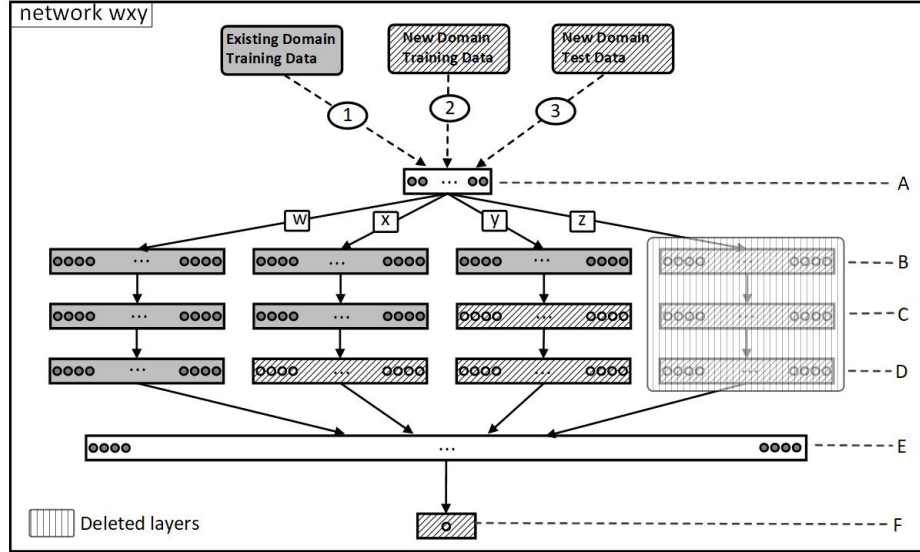 network wxy
Existing Domain
Training Data
New Domain
Training Data
New Domain
Test Data
1
2
3
... A
w
x
y
z
... ... ... ... B
... ... ... ... C
... ... ... ... D
... E
F
Deleted layers